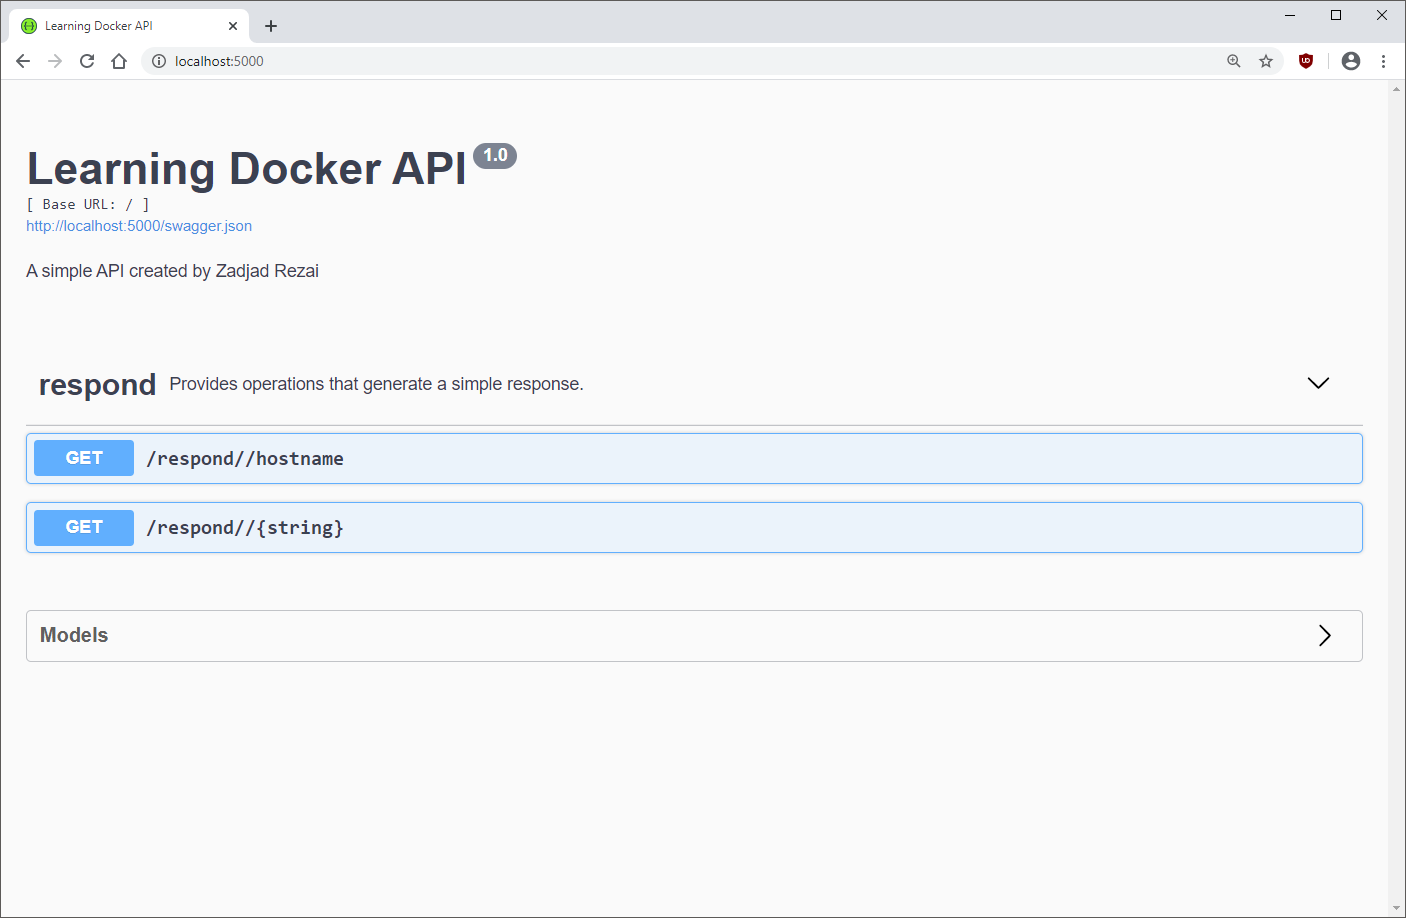 Learning Docker API
localhost:5000
Learning Docker API 1.0
[ Base URL: / ]
http://localhost:5000/swagger.json
A simple API created by Zadjad Rezai
respond Provides operations that generate a simple response.
GET /respond//hostname
GET /respond//{string}
Models